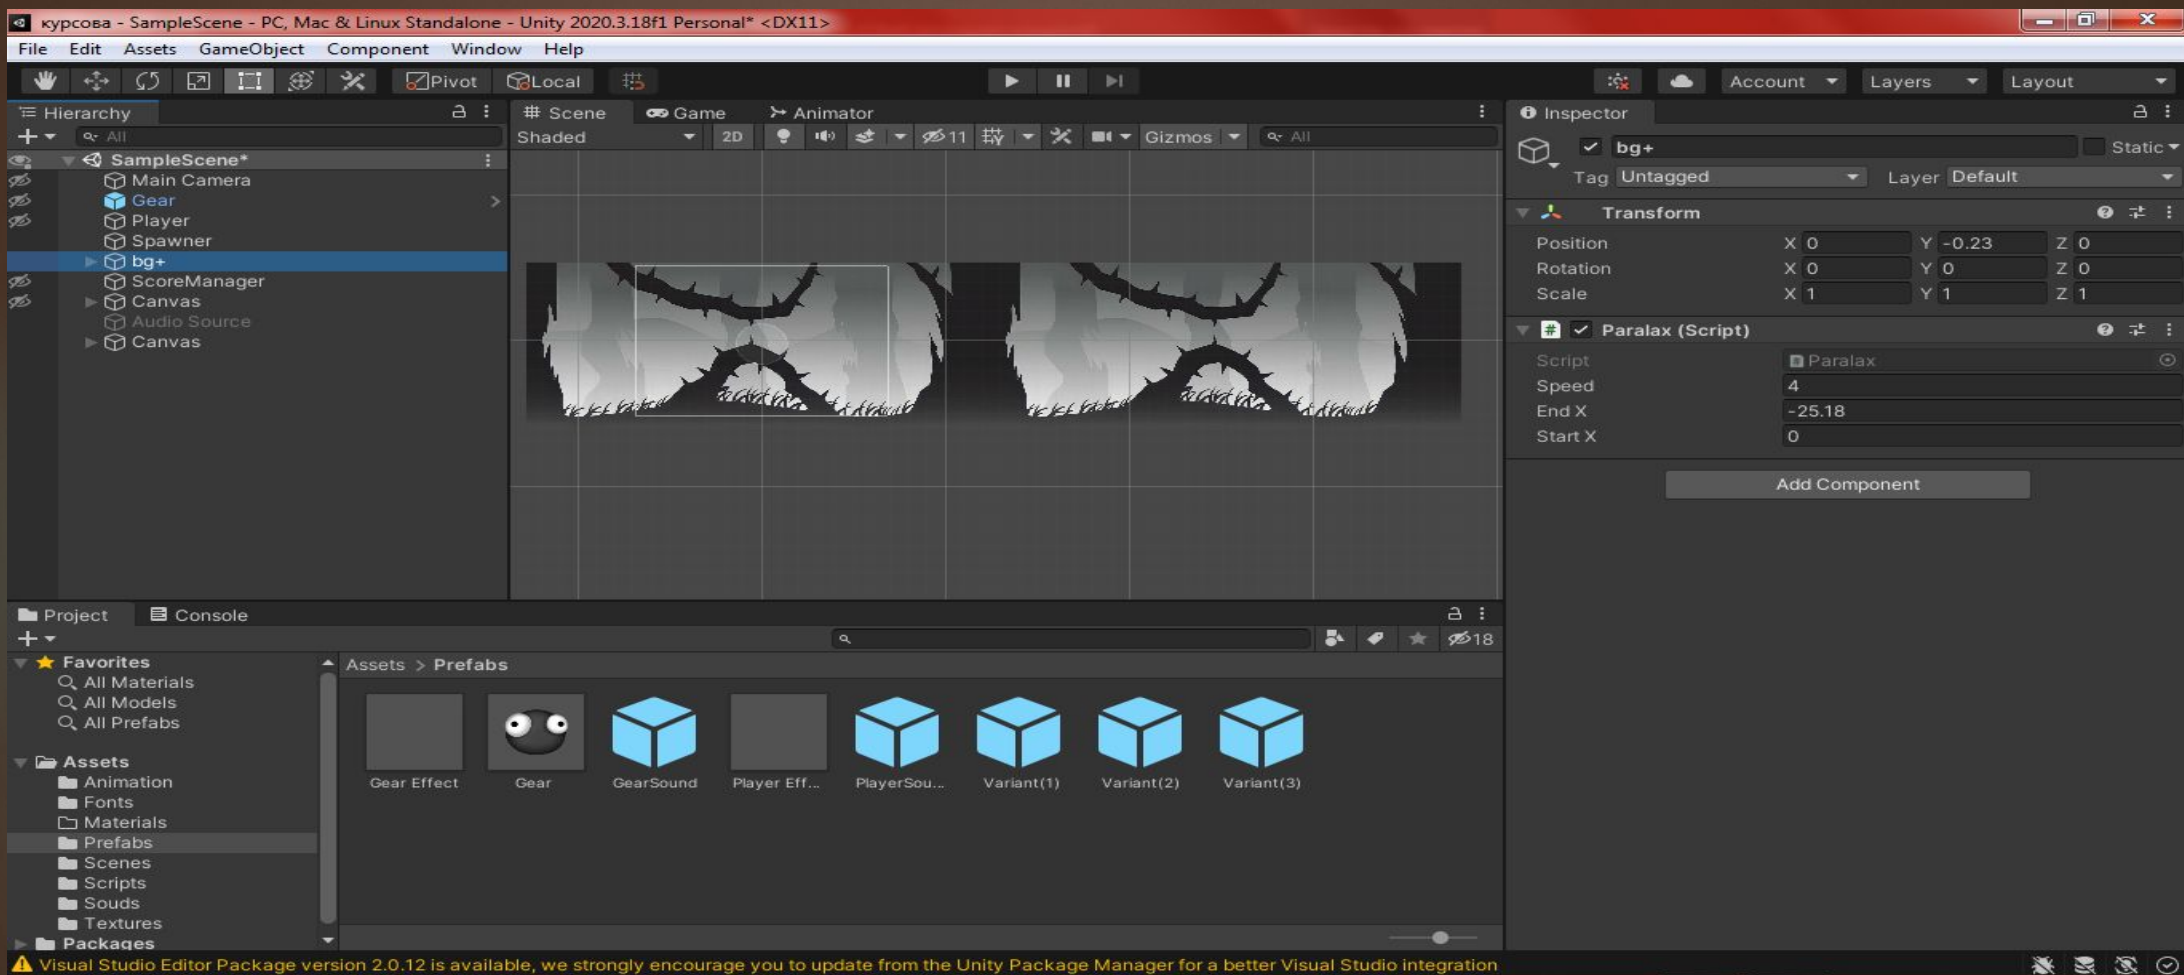 курсова - SampleScene - PC, Mac & Linux Standalone - Unity 2020.3.18f1 Personal* <DX11>
File Edit Assets GameObject Component Window Help
Pivot Local Account Layers Layout
Hierarchy
All
SampleScene*
Main Camera
Gear
Player
Spawner
bg+
ScoreManager
Canvas
Audio Source
Canvas
Scene Game Animator
Shaded 2D 11 Gizmos All
Inspector
bg+ Static
Tag Untagged Layer Default
Transform
Position X 0 Y -0.23 Z 0
Rotation X 0 Y 0 Z 0
Scale X 1 Y 1 Z 1
# Paralax (Script)
Script Paralax
Speed 4
End X -25.18
Start X 0
Add Component
Project Console
18
Favorites
All Materials
All Models
All Prefabs
Assets
Animation
Fonts
Materials
Prefabs
Scenes
Scripts
Souds
Textures
Packages
Assets > Prefabs
Gear Effect Gear GearSound Player Eff... PlayerSou... Variant(1) Variant(2) Variant(3)
Visual Studio Editor Package version 2.0.12 is available, we strongly encourage you to update from the Unity Package Manager for a better Visual Studio integration